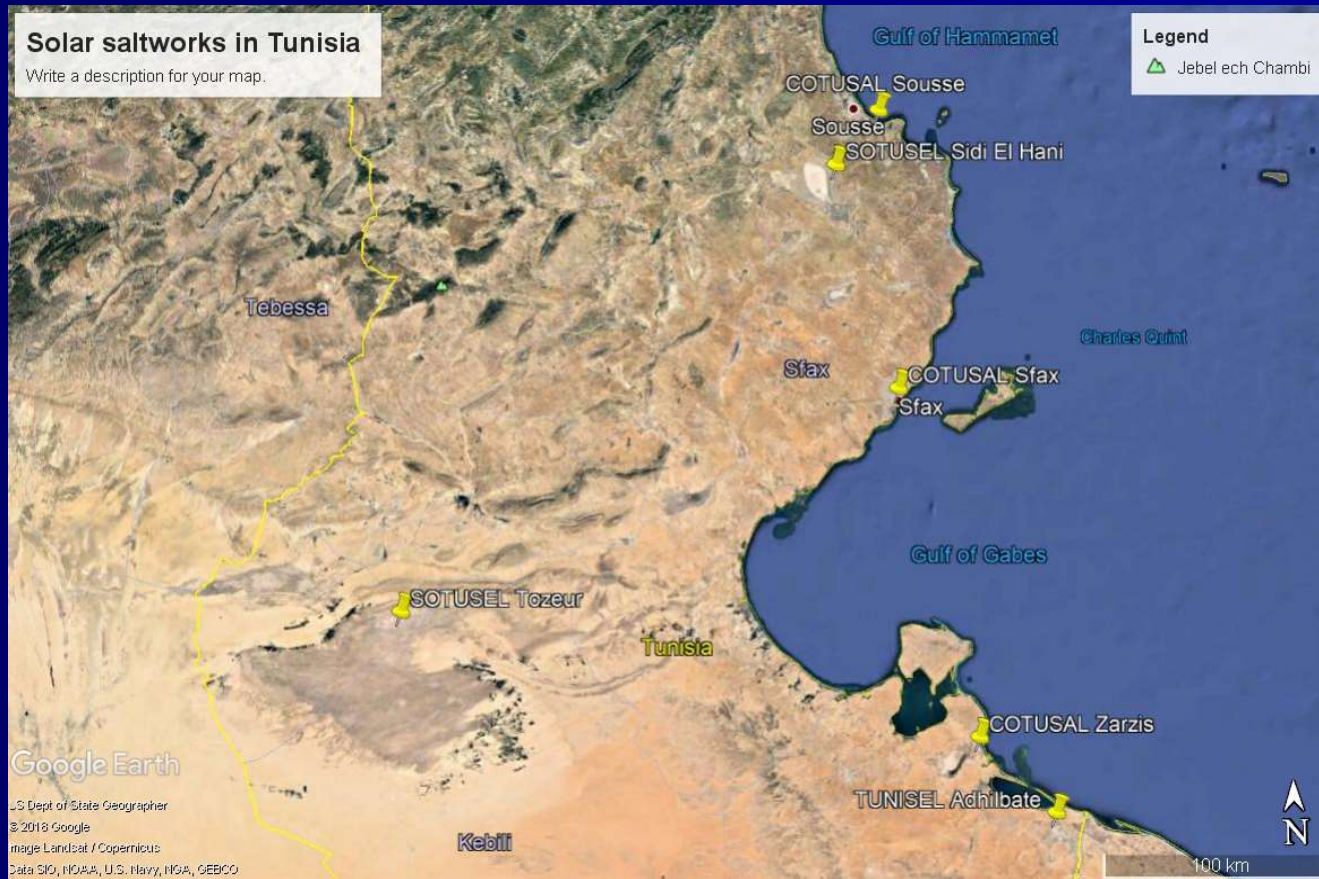 Solar saltworks in Tunisia
Write a description for your map.
Legend
Jebel ech Chambi
Gulf of Hammamet
COTUSAL Sousse
Sousse
SOTUSEL Sidi El Hani
Tebessa
Charles Quint
Sfax
COTUSAL Sfax
Sfax
Gulf of Gabes
SOTUSEL Tozeur
Tunisia
COTUSAL Zarzis
TUNISEL Adhilbate
Kebili
Google Earth
US Dept of State Geographer
© 2018 Google
Image Landsat / Copernicus
Data SIO, NOAA, U.S. Navy, NGA, GEBCO
N
100 km